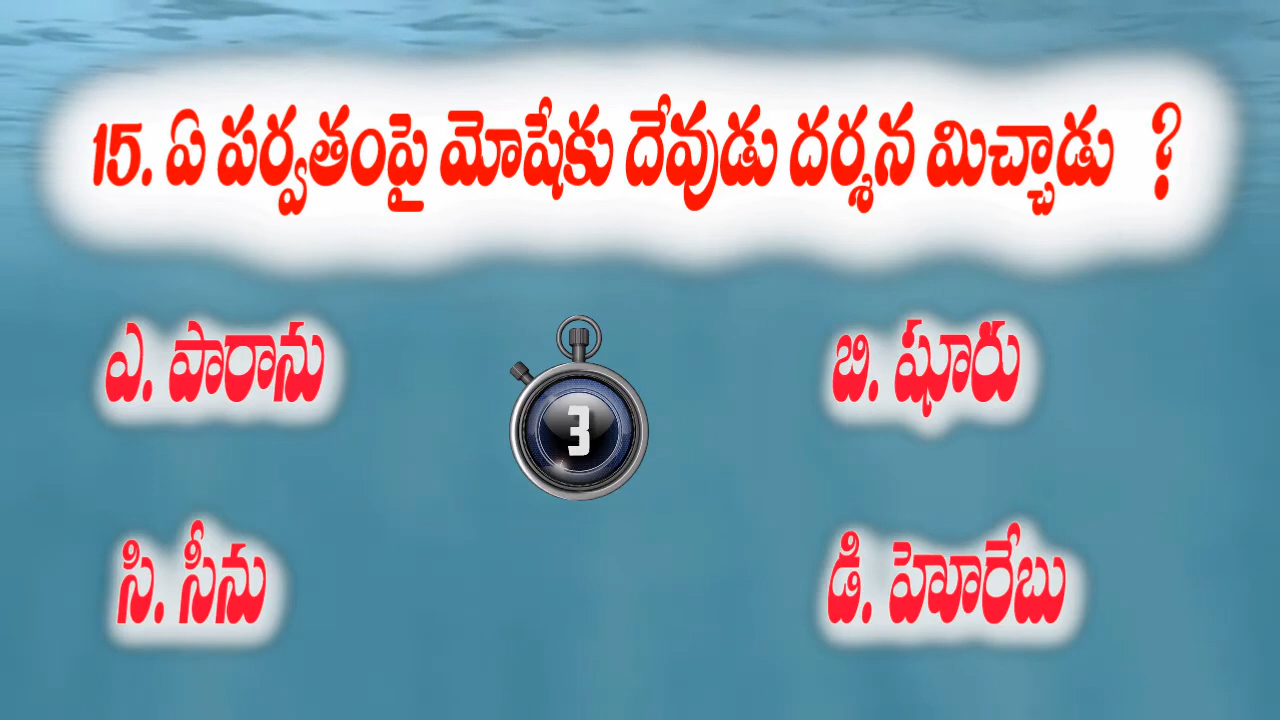 15. ఏ పర్వతంపై మోషేకు దేవుడు దర్శన మిచ్చాడు ?
ఎ. పారాను
బి. షూరు
3
సి. సీను
డి. హెూరేబు